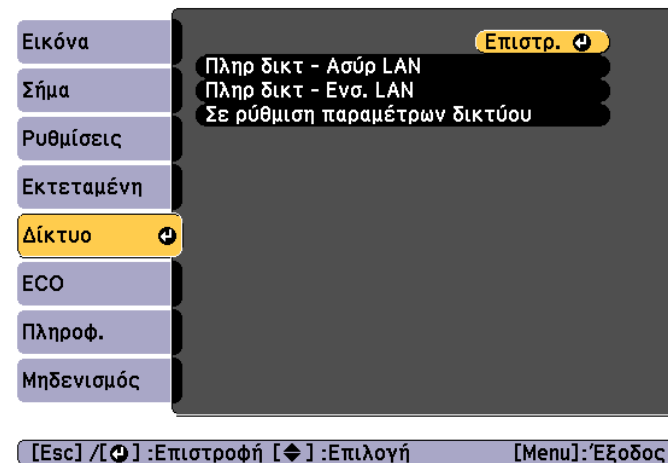 Εικόνα
Σήμα
Ρυθμίσεις
Εκτεταμένη
Δίκτυο
ECO
Πληροφ.
Μηδενισμός
Επιστρ.
Πληρ δικτ - Ασύρ LAN
Πληρ δικτ - Ενσ. LAN
Σε ρύθμιση παραμέτρων δικτύου
[Esc] /[⏎] :Επιστροφή [◆] :Επιλογή [Menu]:Έξοδος